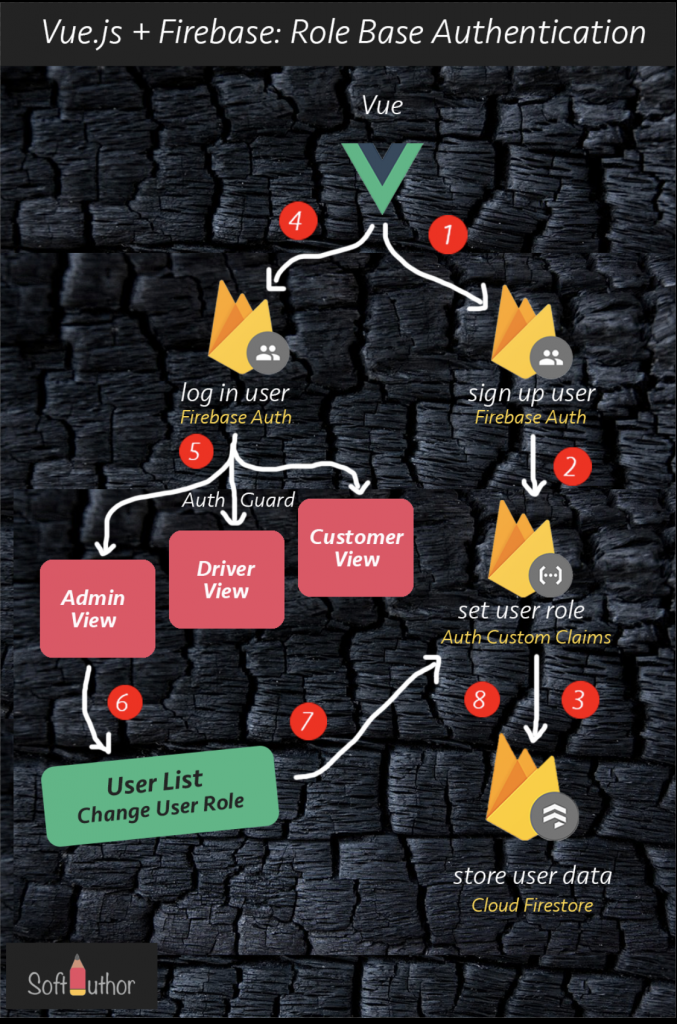 Vue.js + Firebase: Role Base Authentication
Vue
4
1
log in user
Firebase Auth
sign up user
Firebase Auth
5
2
Auth Guard
Customer
View
Driver
View
Admin
View
set user role
Auth Custom Claims
6
7
8
3
User List
Change User Role
store user data
Cloud Firestore
SoftAuthor